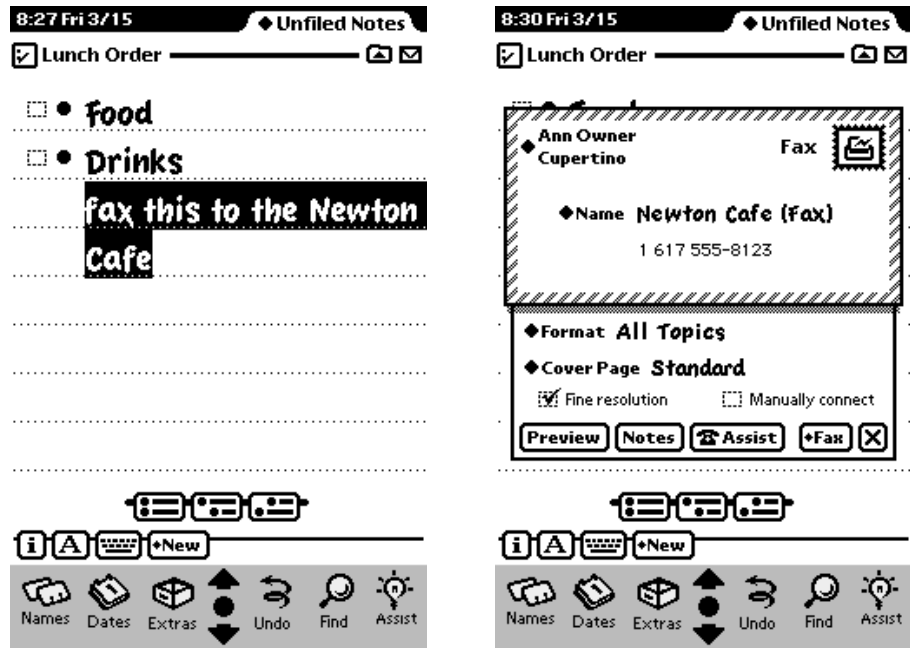 8:27 Fri 3/15
Unfiled Notes
Lunch Order
Food
Drinks
fax this to the Newton
Cafe
i A New
Names Dates Extras Undo Find Assist
8:30 Fri 3/15
Unfiled Notes
Lunch Order
Ann Owner
Cupertino
Fax
Name Newton Cafe (Fax)
1 617 555-8123
Format All Topics
Cover Page Standard
Fine resolution Manually connect
Preview Notes Assist Fax X
i A New
Names Dates Extras Undo Find Assist